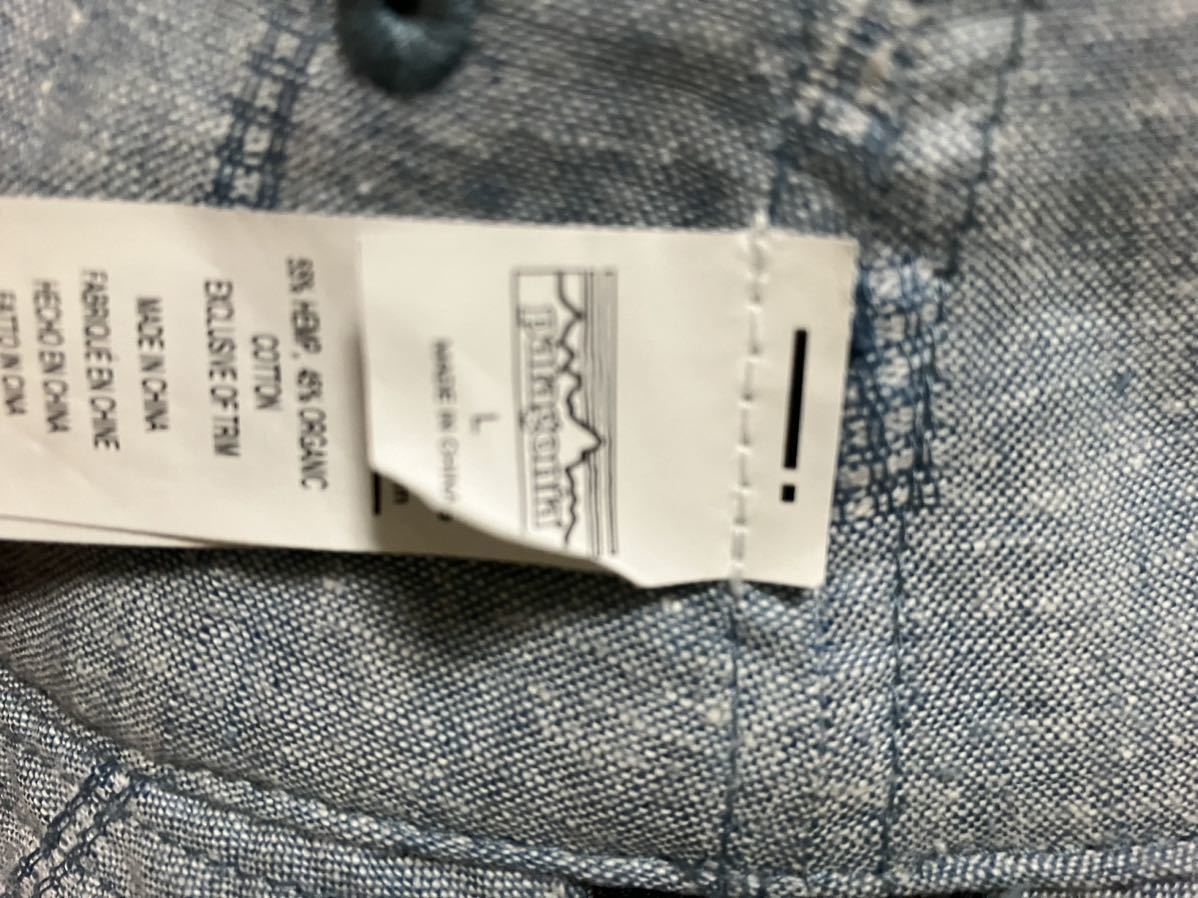 patagonia
L
MADE IN CHINA
55% HEMP, 45% ORGANIC
COTTON
EXCLUSIVE OF TRIM
MADE IN CHINA
FABRIQUÉ EN CHINE
HECHO EN CHINA
FATTO IN CINA